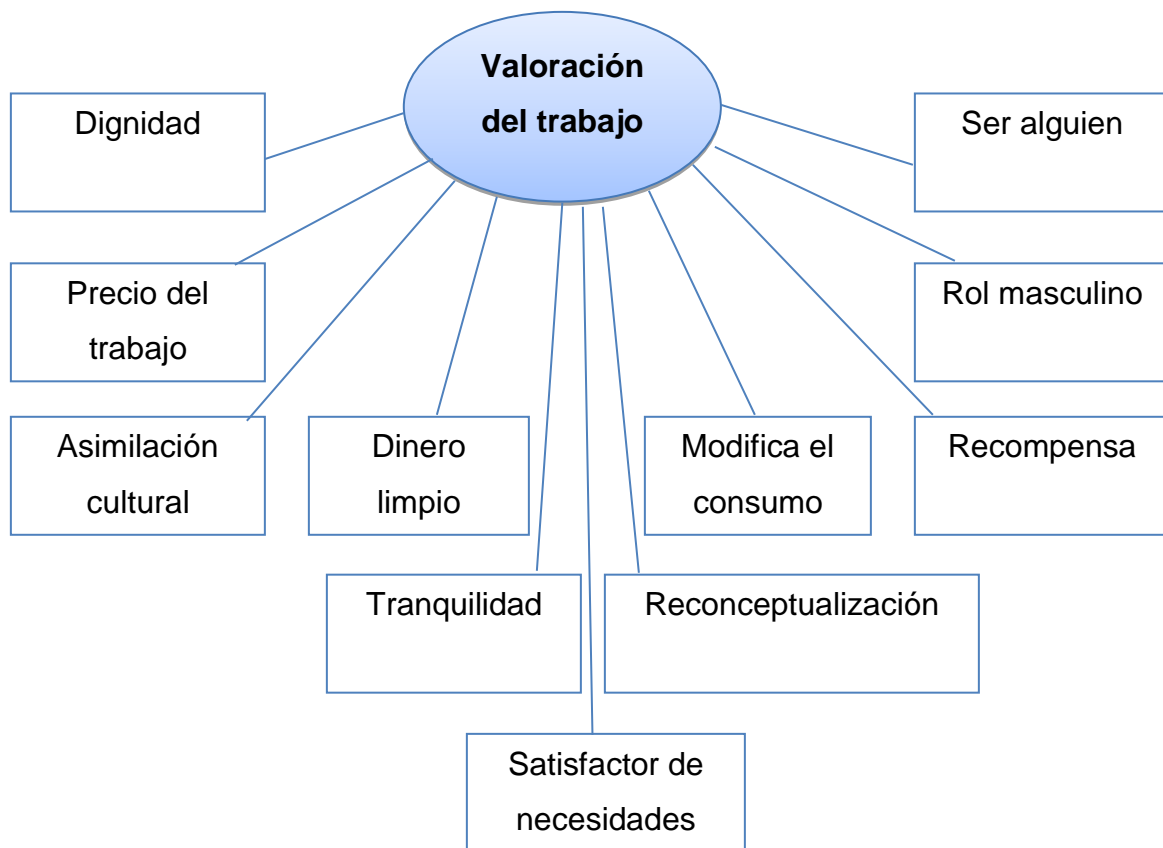 Valoración
del trabajo
Dignidad
Ser alguien
Precio del
trabajo
Rol masculino
Asimilación
cultural
Dinero
limpio
Modifica el
consumo
Recompensa
Tranquilidad
Reconceptualización
Satisfactor de
necesidades